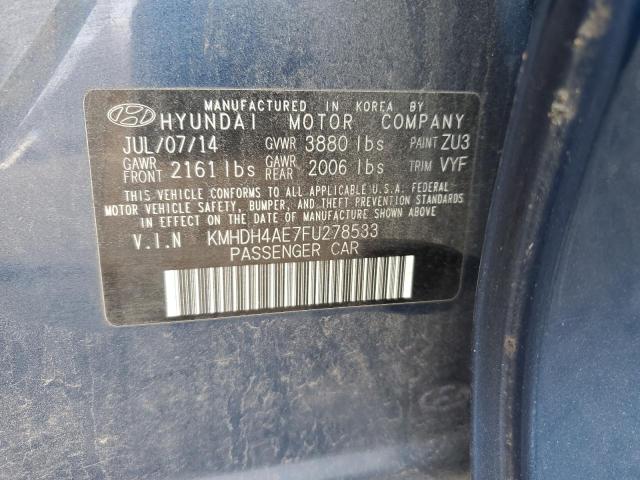 MANUFACTURED IN KOREA BY
HYUNDAI MOTOR COMPANY
JUL/07/14 GVWR 3880 lbs PAINT ZU3
GAWR FRONT 2161 lbs GAWR REAR 2006 lbs TRIM VYF
THIS VEHICLE CONFORMS TO ALL APPLICABLE U.S.A. FEDERAL
MOTOR VEHICLE SAFETY, BUMPER, AND THEFT PREVENTION STANDARDS
IN EFFECT ON THE DATE OF MANUFACTURE SHOWN ABOVE.
V.I.N KMHDH4AE7FU278533
PASSENGER CAR